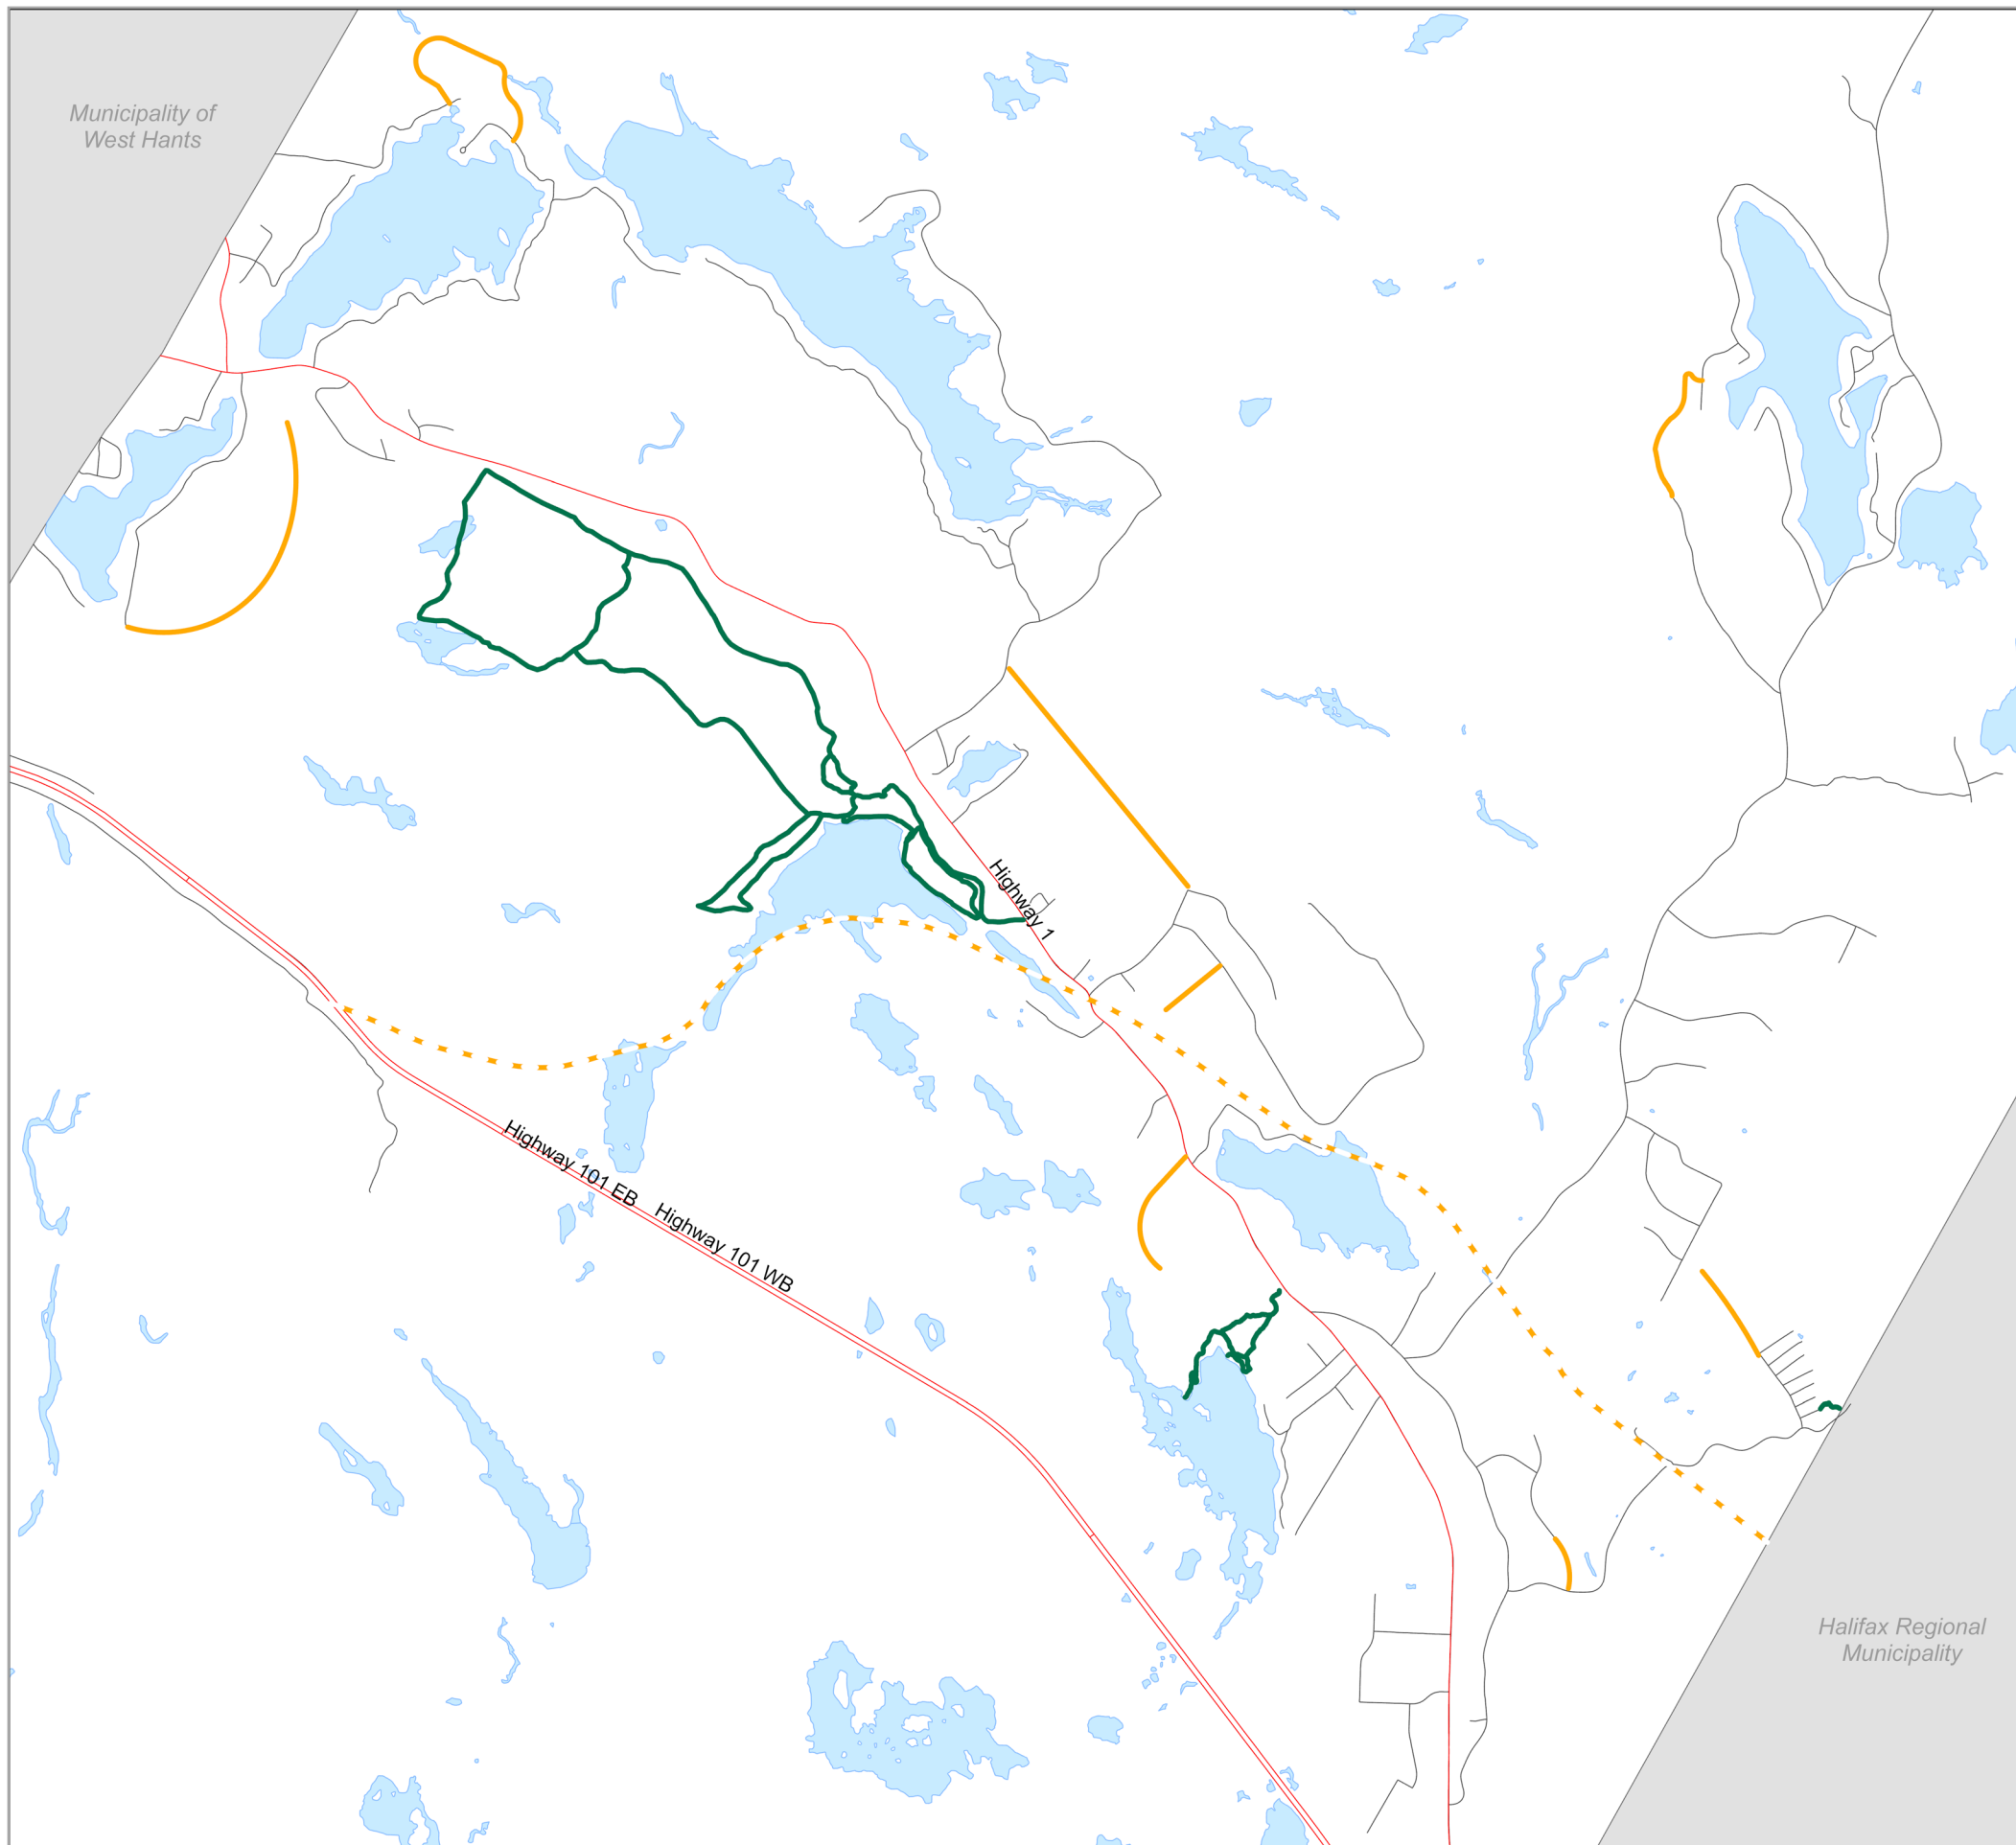 Municipality of
West Hants
Highway 1
Highway 101 EB
Highway 101 WB
Halifax Regional
Municipality